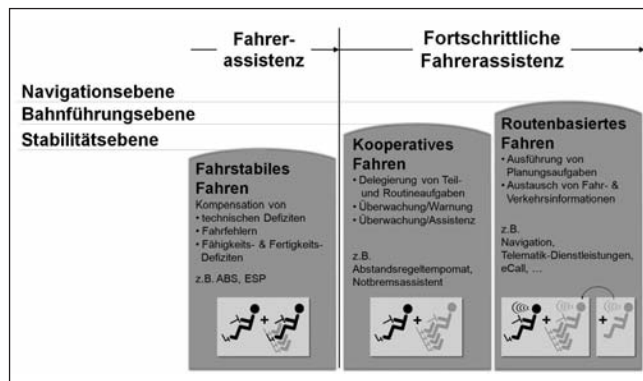 Fahrer-
assistenz
Fortschrittliche
Fahrerassistenz
Navigationsebene
Bahnführungsebene
Stabilitätsebene
Fahrstabiles
Fahren
Kompensation von
• technischen Defiziten
• Fahrfehlern
• Fähigkeits- & Fertigkeits-
Defiziten
z.B. ABS, ESP
Kooperatives
Fahren
• Delegierung von Teil-
und Routineaufgaben
• Überwachung/Warnung
• Überwachung/Assistenz
z.B.
Abstandsregeltempomat,
Notbremsassistent
Routenbasiertes
Fahren
• Ausführung von
Planungsaufgaben
• Austausch von Fahr- &
Verkehrsinformationen
z.B.
Navigation,
Telematik-Dienstleistungen,
eCall, ...
+
+
+
+